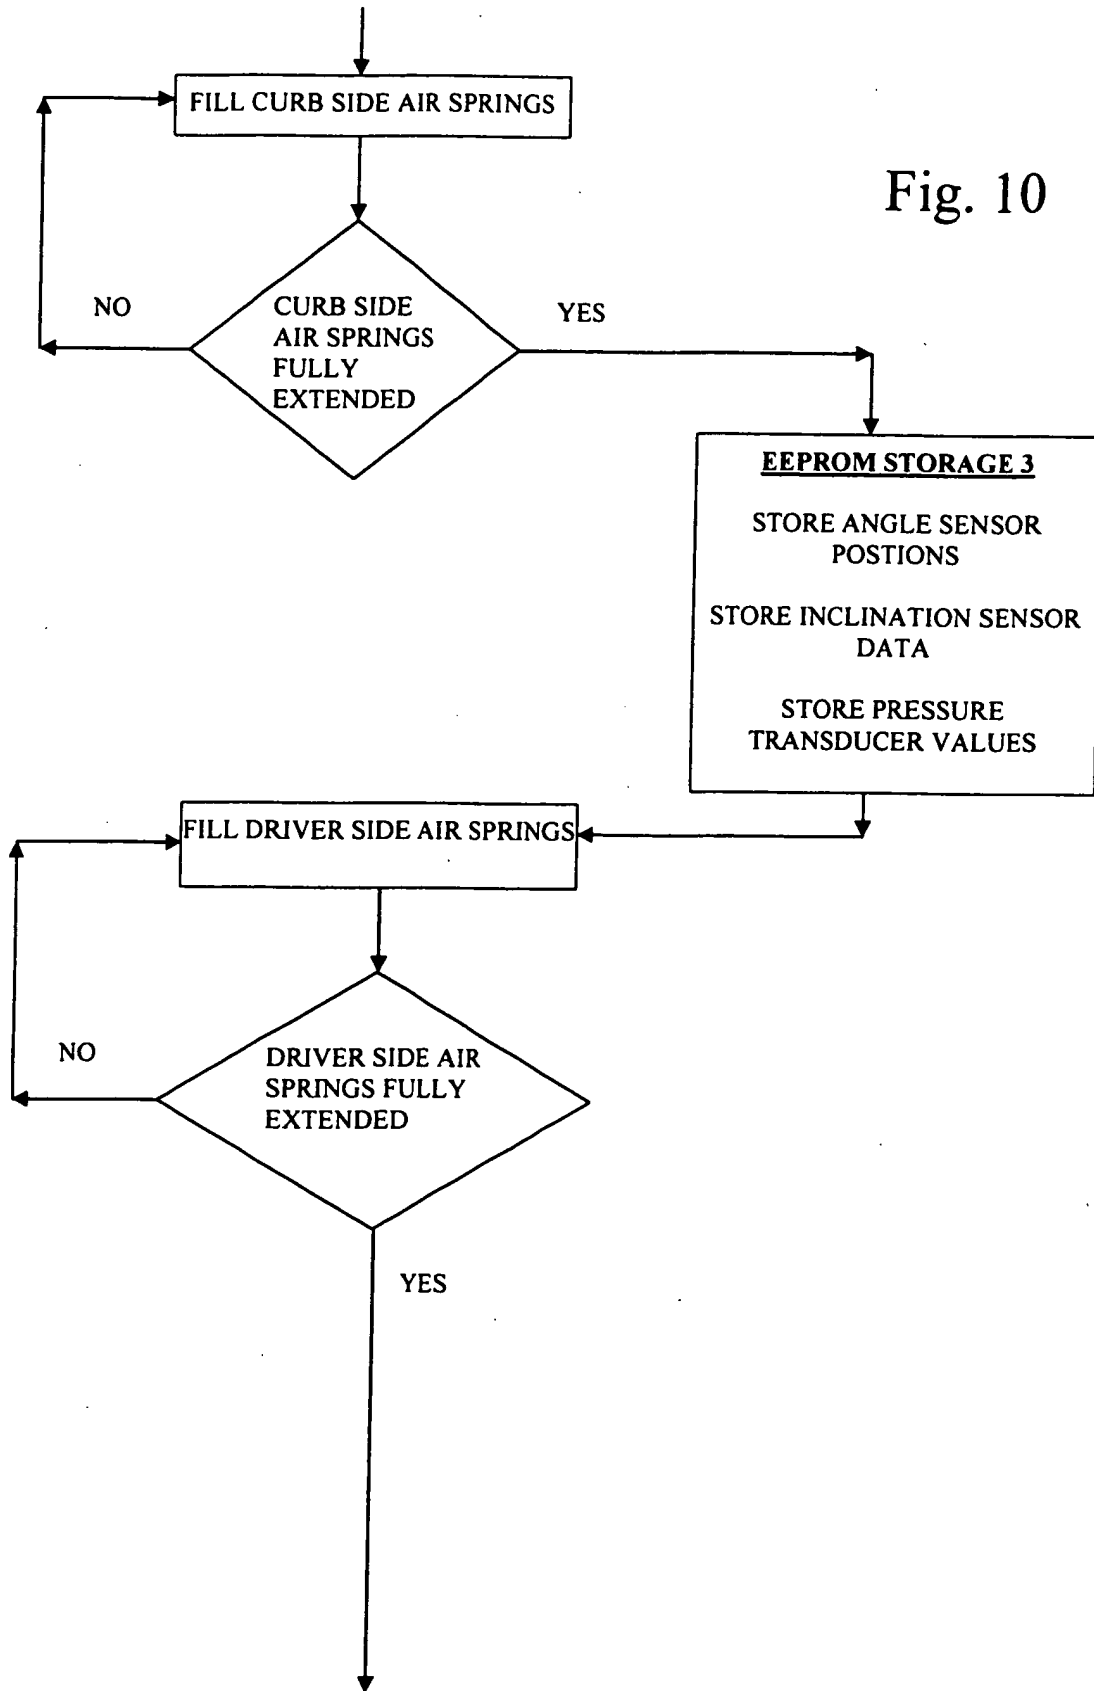 FILL CURB SIDE AIR SPRINGS
Fig. 10
NO
CURB SIDE
AIR SPRINGS
FULLY
EXTENDED
YES
EEPROM STORAGE 3
STORE ANGLE SENSOR
POSTIONS
STORE INCLINATION SENSOR
DATA
STORE PRESSURE
TRANSDUCER VALUES
FILL DRIVER SIDE AIR SPRINGS
NO
DRIVER SIDE AIR
SPRINGS FULLY
EXTENDED
YES